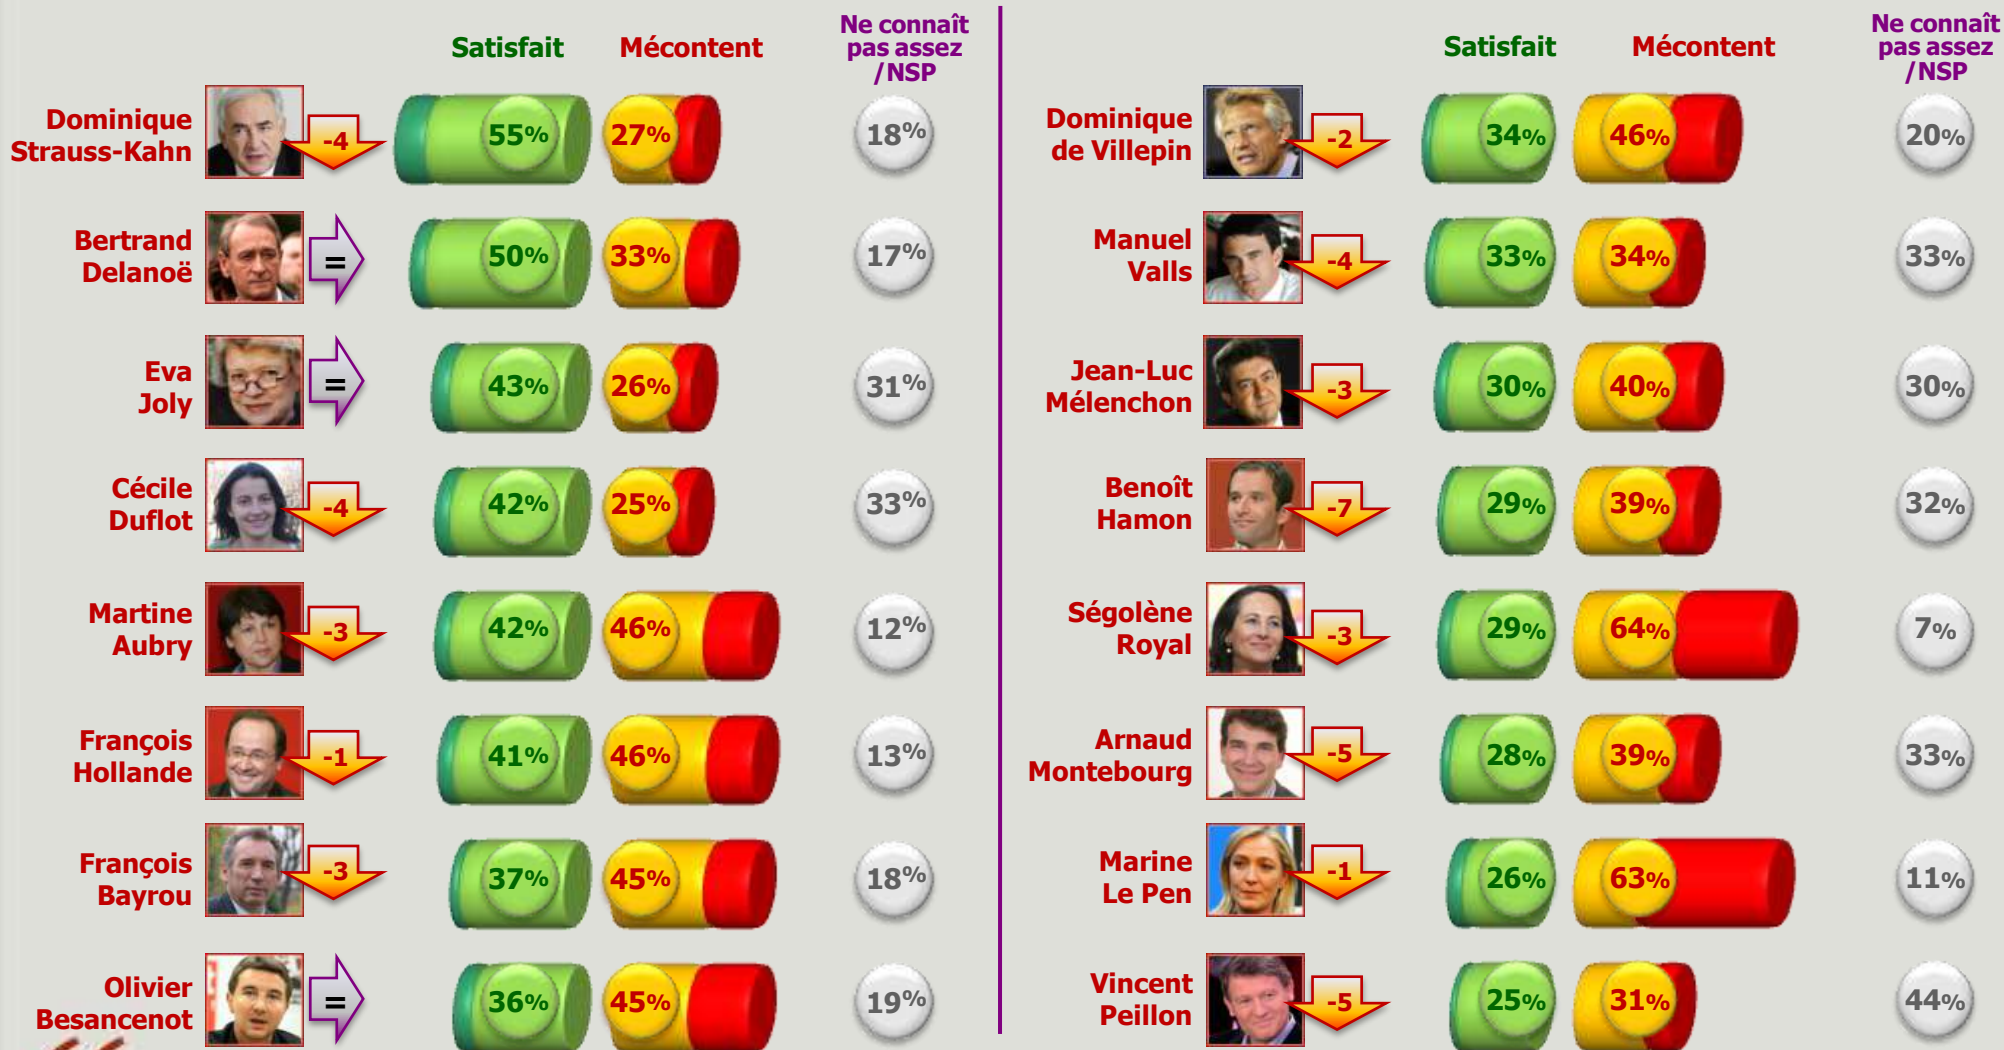 Satisfait Mécontent Ne connaît
pas assez
/NSP
Dominique
Strauss-Kahn -4 55% 27% 18%
Bertrand
Delanoë = 50% 33% 17%
Eva
Joly = 43% 26% 31%
Cécile
Duflot -4 42% 25% 33%
Martine
Aubry -3 42% 46% 12%
François
Hollande -1 41% 46% 13%
François
Bayrou -3 37% 45% 18%
Olivier
Besancenot = 36% 45% 19%
Satisfait Mécontent Ne connaît
pas assez
/NSP
Dominique
de Villepin -2 34% 46% 20%
Manuel
Valls -4 33% 34% 33%
Jean-Luc
Mélenchon -3 30% 40% 30%
Benoît
Hamon -7 29% 39% 32%
Ségolène
Royal -3 29% 64% 7%
Arnaud
Montebourg -5 28% 39% 33%
Marine
Le Pen -1 26% 63% 11%
Vincent
Peillon -5 25% 31% 44%